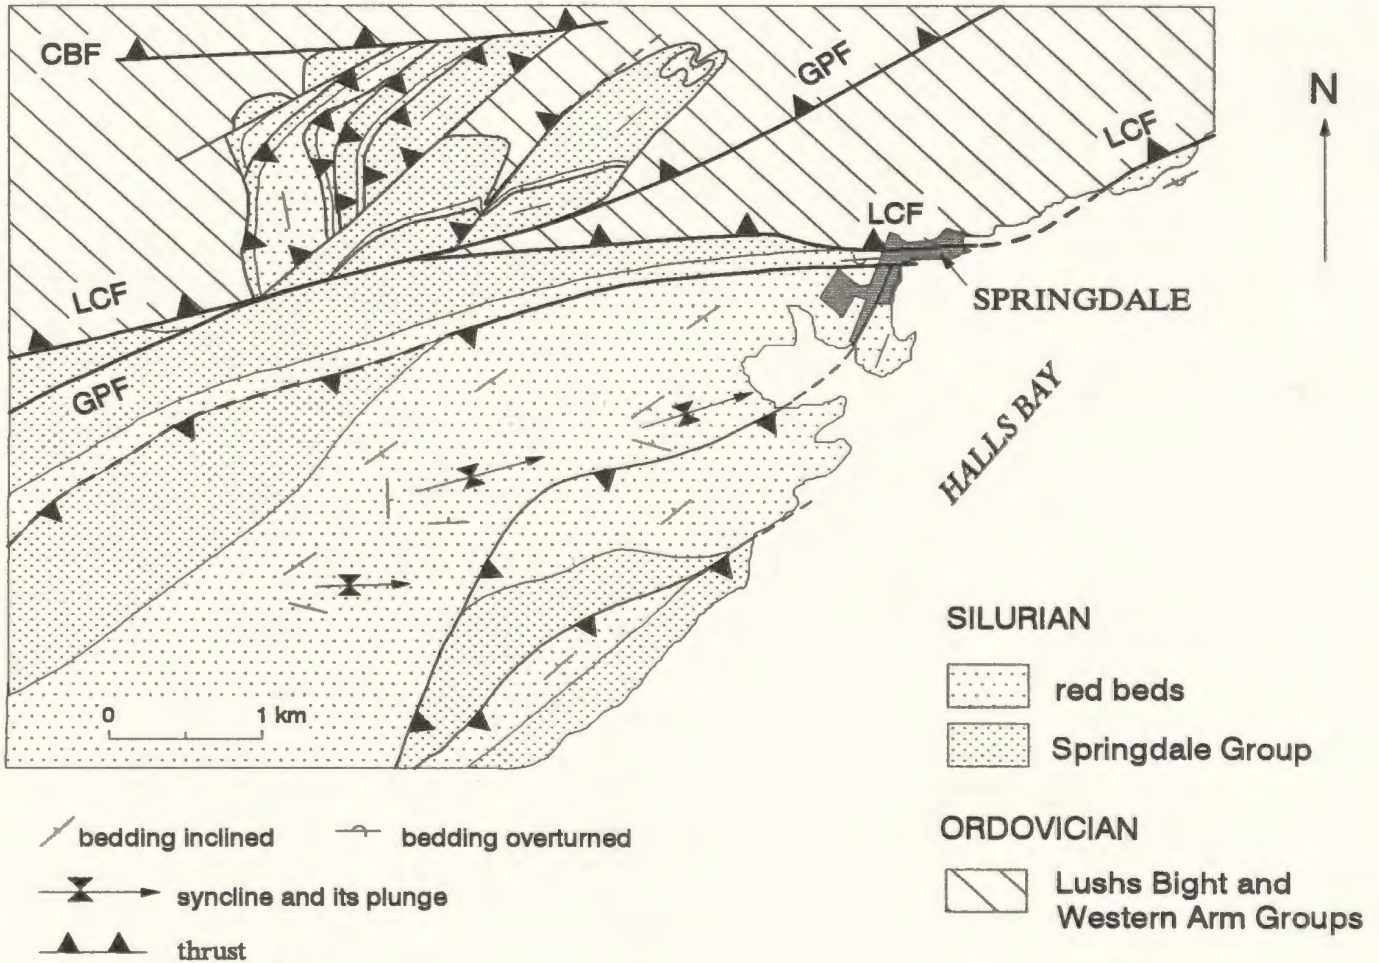 CBF
GPF
N
LCF
LCF
SPRINGDALE
LCF
GPF
HALLS BAY
0 1 km
SILURIAN
red beds
Springdale Group
ORDOVICIAN
Lushs Bight and
Western Arm Groups
bedding inclined
bedding overturned
syncline and its plunge
thrust